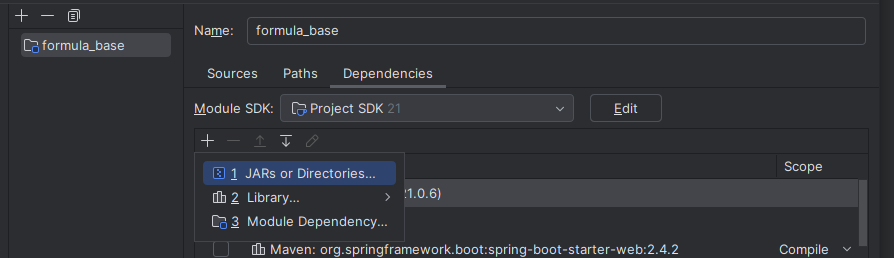 Name: formula_base
formula_base
Sources Paths Dependencies
Module SDK: Project SDK 21 Edit
Scope
1 JARs or Directories...
21.0.6)
2 Library...
3 Module Dependency...
Maven: org.springframework.boot:spring-boot-starter-web:2.4.2 Compile